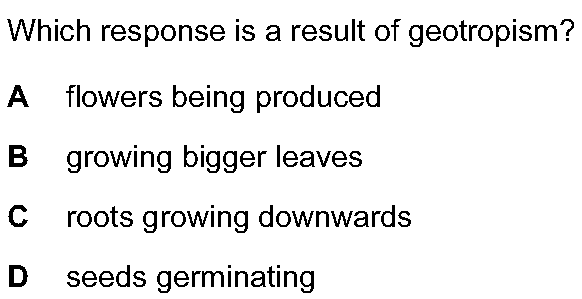 Which response is a result of geotropism?
A flowers being produced
B growing bigger leaves
C roots growing downwards
D seeds germinating